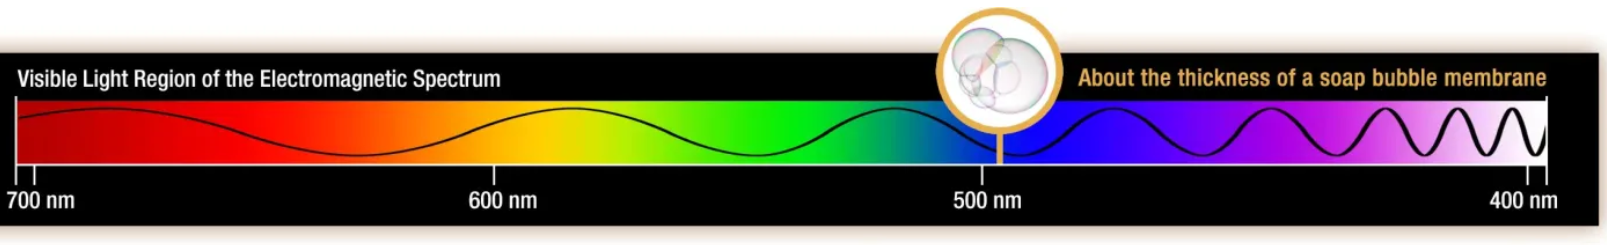 Visible Light Region of the Electromagnetic Spectrum
About the thickness of a soap bubble membrane
700 nm
600 nm
500 nm
400 nm